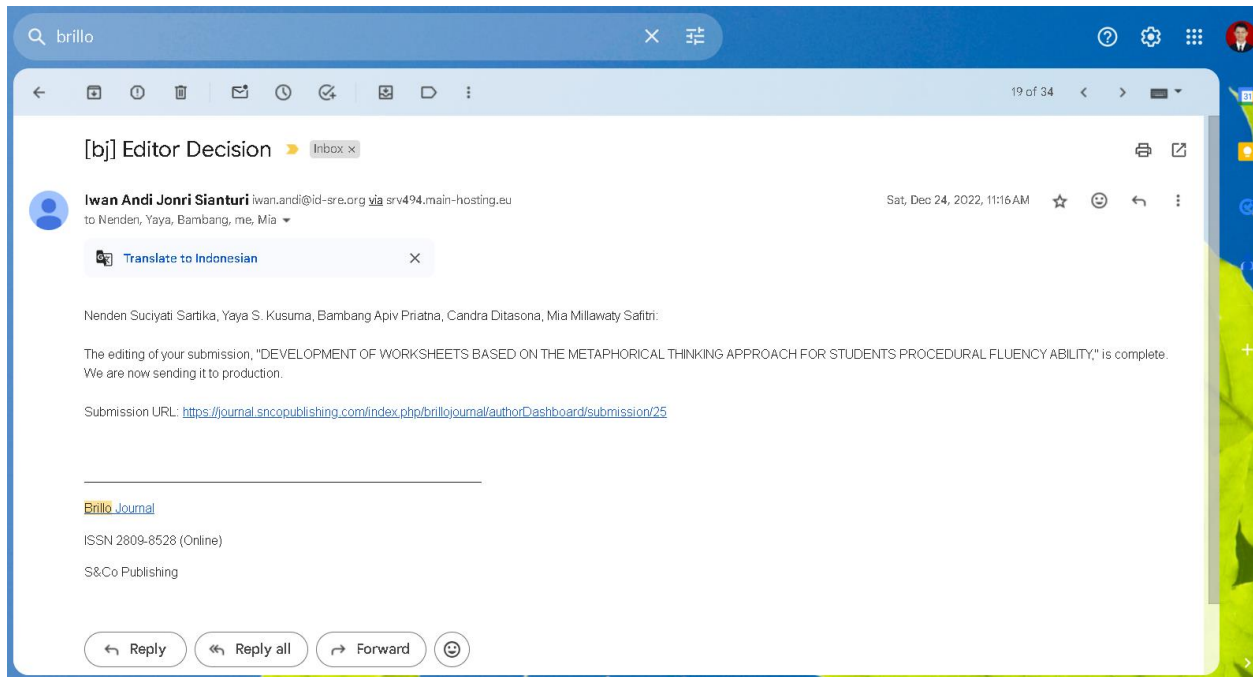 brillo
19 of 34
[bj] Editor Decision Inbox ×
Iwan Andi Jonri Sianturi iwan.andi@id-sre.org via srv494.main-hosting.eu
Sat, Dec 24, 2022, 11:16 AM
to Nenden, Yaya, Bambang, me, Mia
Translate to Indonesian
Nenden Suciyati Sartika, Yaya S. Kusuma, Bambang Apiv Priatna, Candra Ditasona, Mia Millawaty Safitri:
The editing of your submission, "DEVELOPMENT OF WORKSHEETS BASED ON THE METAPHORICAL THINKING APPROACH FOR STUDENTS PROCEDURAL FLUENCY ABILITY," is complete.
We are now sending it to production.
Submission URL: https://journal.sncopublishing.com/index.php/brillojournal/authorDashboard/submission/25
Brillo Journal
ISSN 2809-8528 (Online)
S&Co Publishing
Reply
Reply all
Forward
31